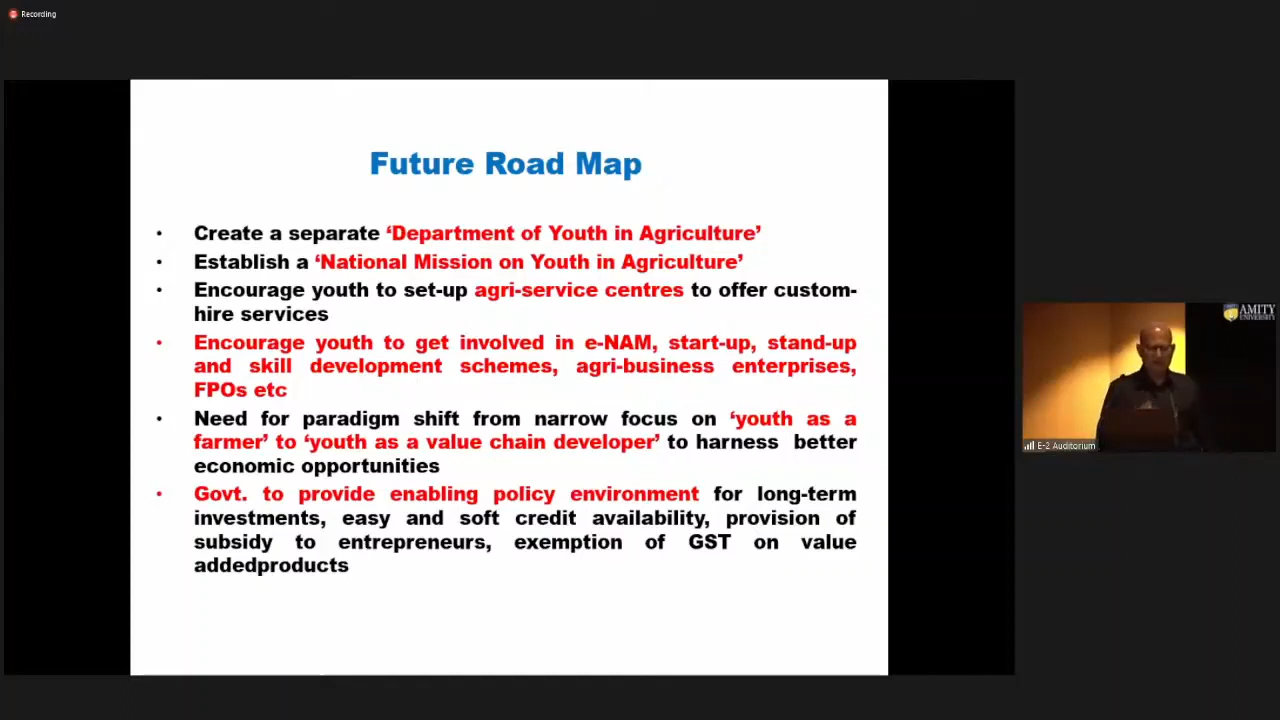 Recording
Future Road Map
• Create a separate ‘Department of Youth in Agriculture’
• Establish a ‘National Mission on Youth in Agriculture’
• Encourage youth to set-up agri-service centres to offer custom-
hire services
• Encourage youth to get involved in e-NAM, start-up, stand-up
and skill development schemes, agri-business enterprises,
FPOs etc
• Need for paradigm shift from narrow focus on ‘youth as a
farmer’ to ‘youth as a value chain developer’ to harness better
economic opportunities
• Govt. to provide enabling policy environment for long-term
investments, easy and soft credit availability, provision of
subsidy to entrepreneurs, exemption of GST on value
addedproducts
AMITY
UNIVERSITY
E-2 Auditorium